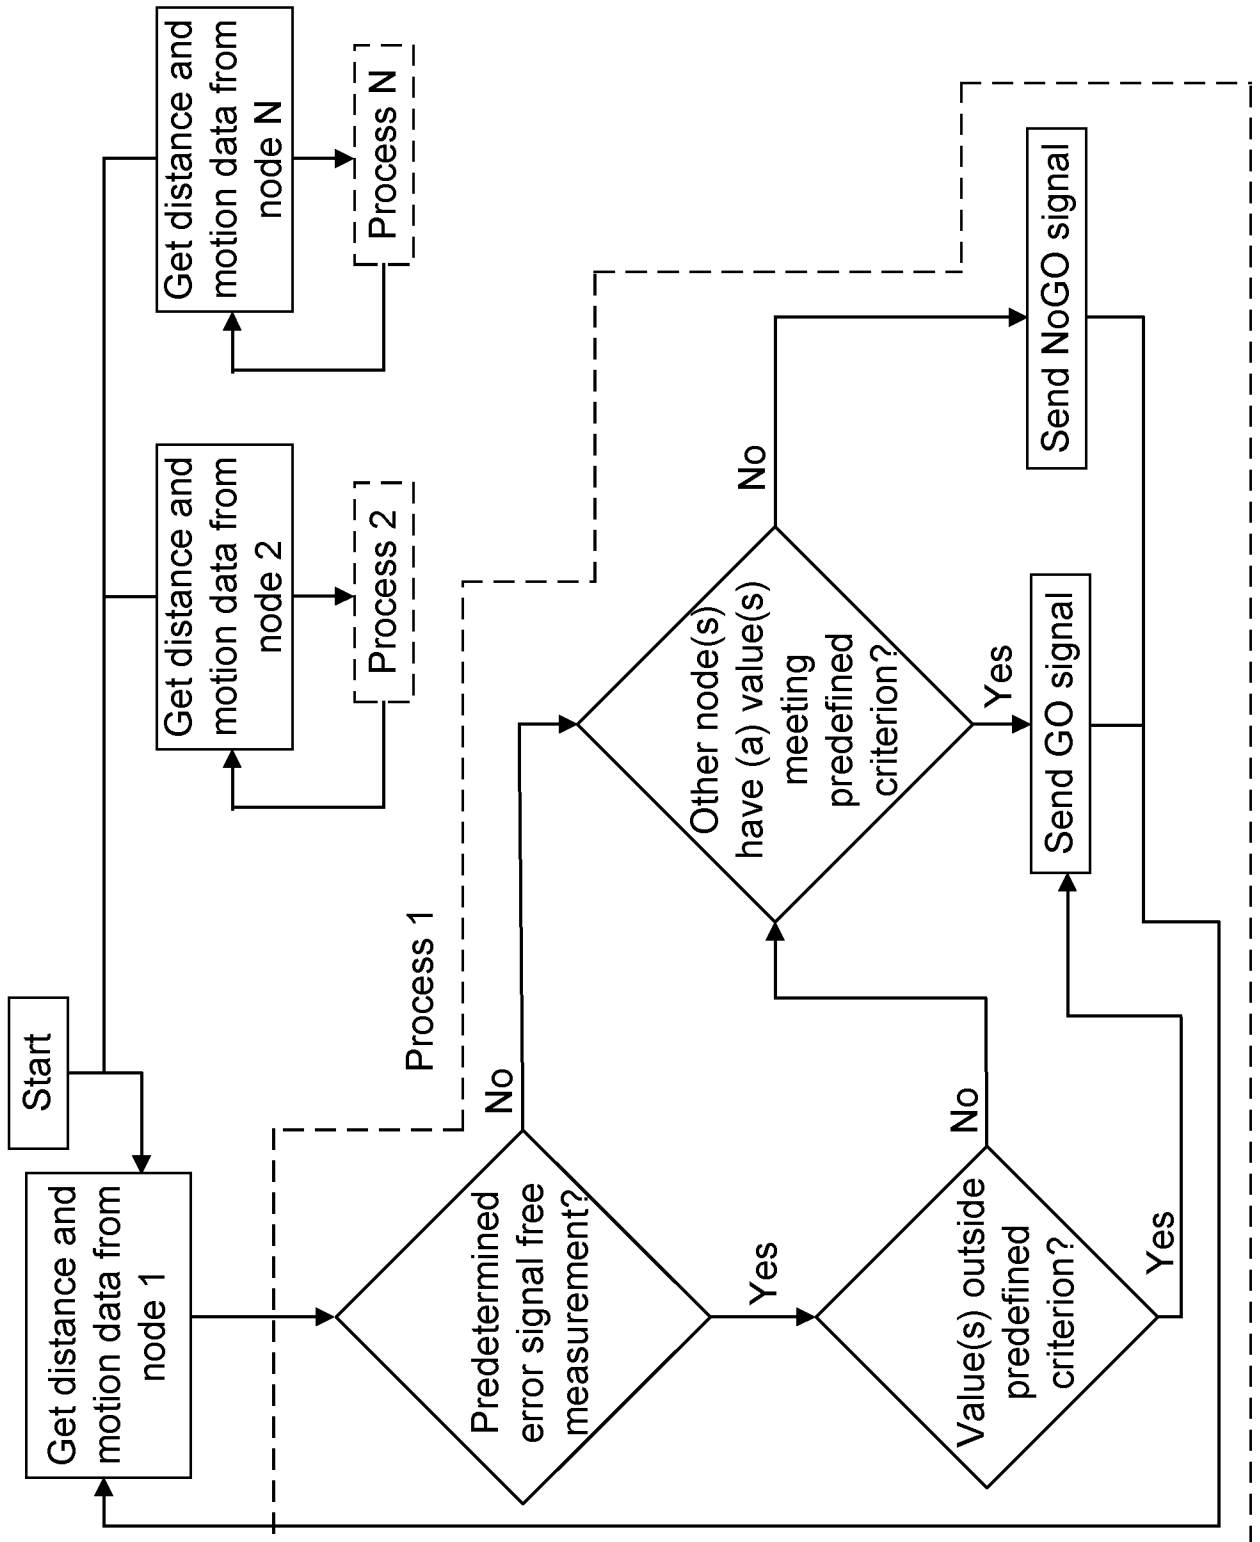 Start
Get distance and
motion data from
node 1
Get distance and
motion data from
node 2
Get distance and
motion data from
node N
Process 2
Process N
Process 1
Predetermined
error signal free
measurement?
No
Yes
Value(s) outside
predefined
criterion?
No
Yes
Other node(s)
have (a) value(s)
meeting
predefined
criterion?
No
Yes
Send GO signal
Send NoGO signal